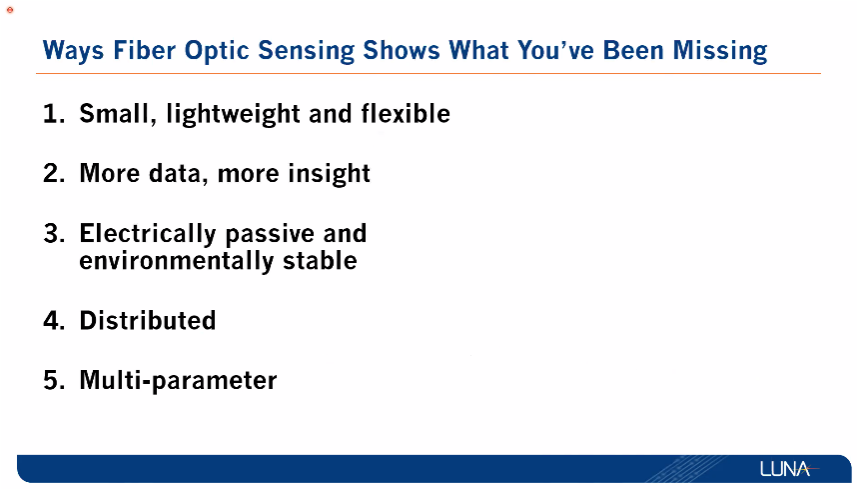 Ways Fiber Optic Sensing Shows What You've Been Missing
1. Small, lightweight and flexible
2. More data, more insight
3. Electrically passive and
environmentally stable
4. Distributed
5. Multi-parameter
LUNA